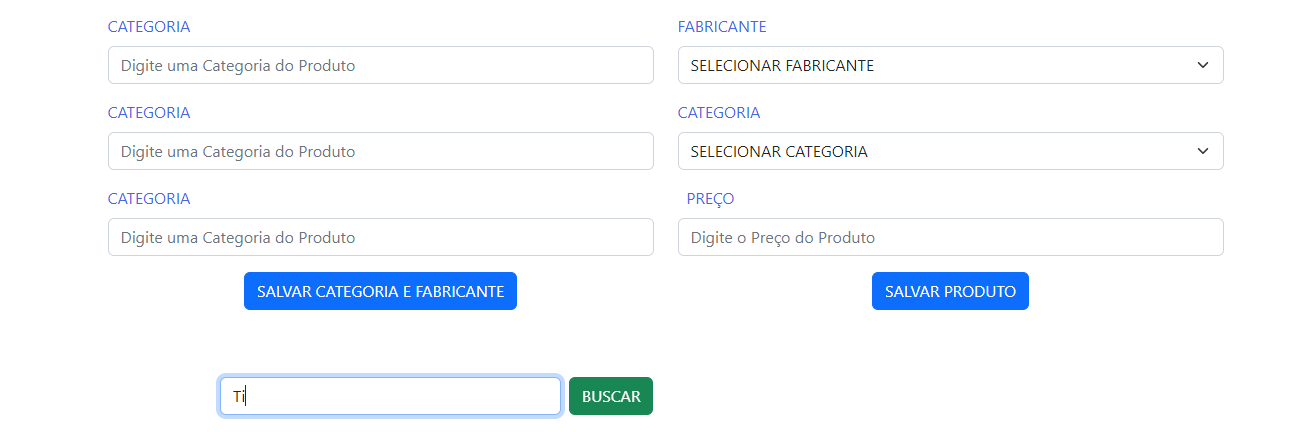 CATEGORIA
Digite uma Categoria do Produto
CATEGORIA
Digite uma Categoria do Produto
CATEGORIA
Digite uma Categoria do Produto
SALVAR CATEGORIA E FABRICANTE
FABRICANTE
SELECIONAR FABRICANTE
CATEGORIA
SELECIONAR CATEGORIA
PREÇO
Digite o Preço do Produto
SALVAR PRODUTO
Ti
BUSCAR